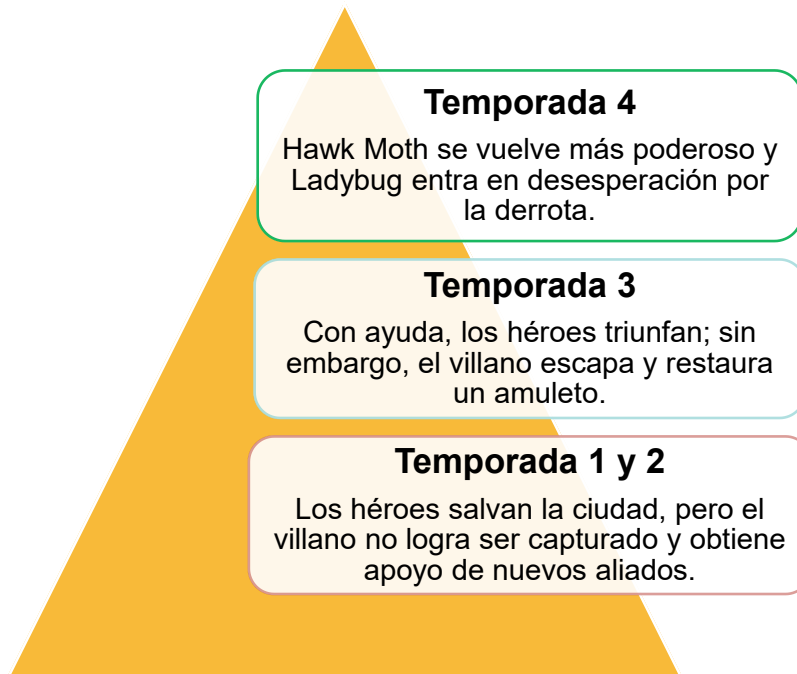 Temporada 4
Hawk Moth se vuelve más poderoso y
Ladybug entra en desesperación por
la derrota.
Temporada 3
Con ayuda, los héroes triunfan; sin
embargo, el villano escapa y restaura
un amuleto.
Temporada 1 y 2
Los héroes salvan la ciudad, pero el
villano no logra ser capturado y obtiene
apoyo de nuevos aliados.